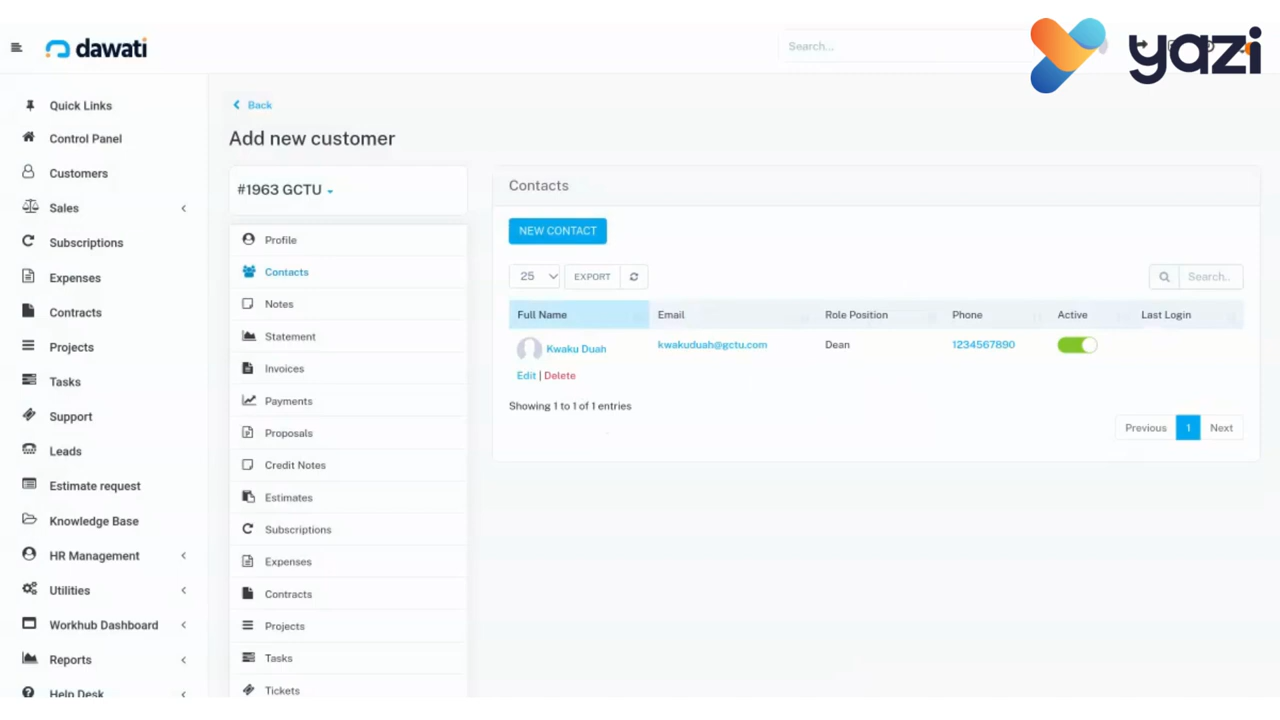 dawati
Search...
yazi
Quick Links
Control Panel
Customers
Sales
Subscriptions
Expenses
Contracts
Projects
Tasks
Support
Leads
Estimate request
Knowledge Base
HR Management
Utilities
Workhub Dashboard
Reports
Help Desk
Back
Add new customer
#1963 GCTU
Profile
Contacts
Notes
Statement
Invoices
Payments
Proposals
Credit Notes
Estimates
Subscriptions
Expenses
Contracts
Projects
Tasks
Tickets
Contacts
NEW CONTACT
25 EXPORT Search..
Full Name Email Role Position Phone Active Last Login
Kwaku Duah kwakuduah@gctu.com Dean 1234567890
Edit | Delete
Showing 1 to 1 of 1 entries
Previous 1 Next